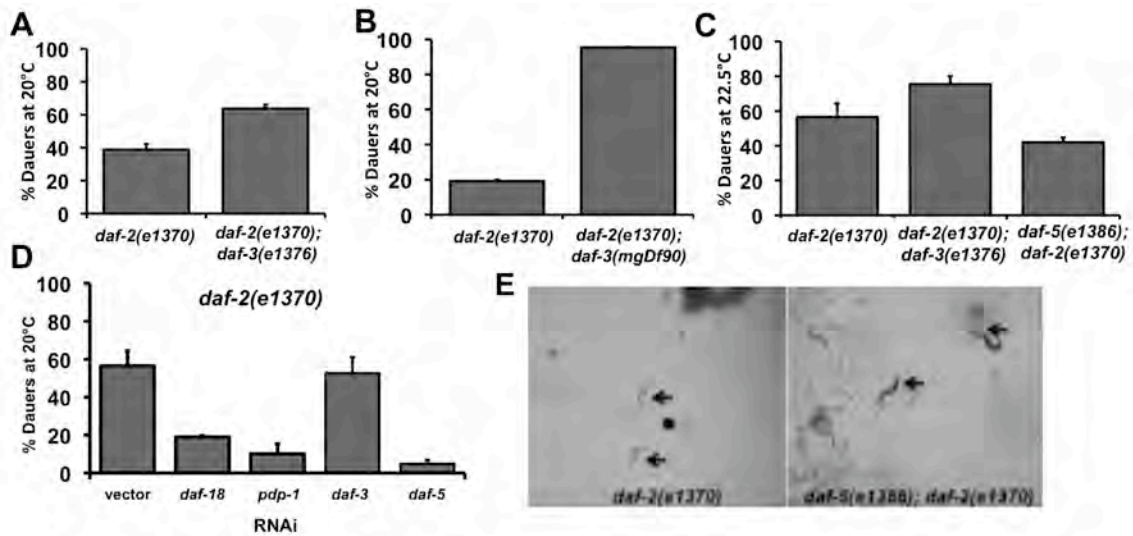 A
% Dauers at 20°C
100
80
60
40
20
0
daf-2(e1370)
daf-2(e1370);
daf-3(e1376)
B
% Dauers at 20°C
100
80
60
40
20
0
daf-2(e1370)
daf-2(e1370);
daf-3(mgDf90)
C
% Dauers at 22.5°C
100
80
60
40
20
0
daf-2(e1370)
daf-2(e1370);
daf-3(e1376)
daf-5(e1386);
daf-2(e1370)
D
daf-2(e1370)
% Dauers at 20°C
100
80
60
40
20
0
vector
daf-18
pdp-1
daf-3
daf-5
RNAi
E
daf-2(e1370)
daf-5(e1386); daf-2(e1370)